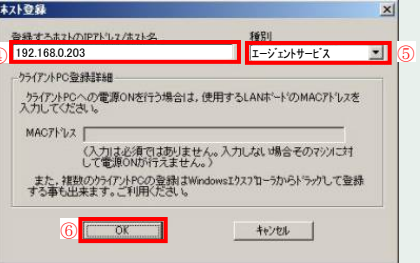 ホスト登録
登録するホストのIPアドレス/ホスト名
種別
④
192.168.0.203
エージェントサービス
⑤
クライアントPC登録詳細
クライアントPCへの電源ONを行う場合は、使用するLANボードのMACアドレスを
入力してください。
MACアドレス
(入力は必須ではありません。入力しない場合そのマシンに対
して電源ONが行えません。)
また、複数のクライアントPCの登録はWindowsエクスプローラからドラッグして登録
する事も出来ます。ご利用ください。
⑥
OK
キャンセル